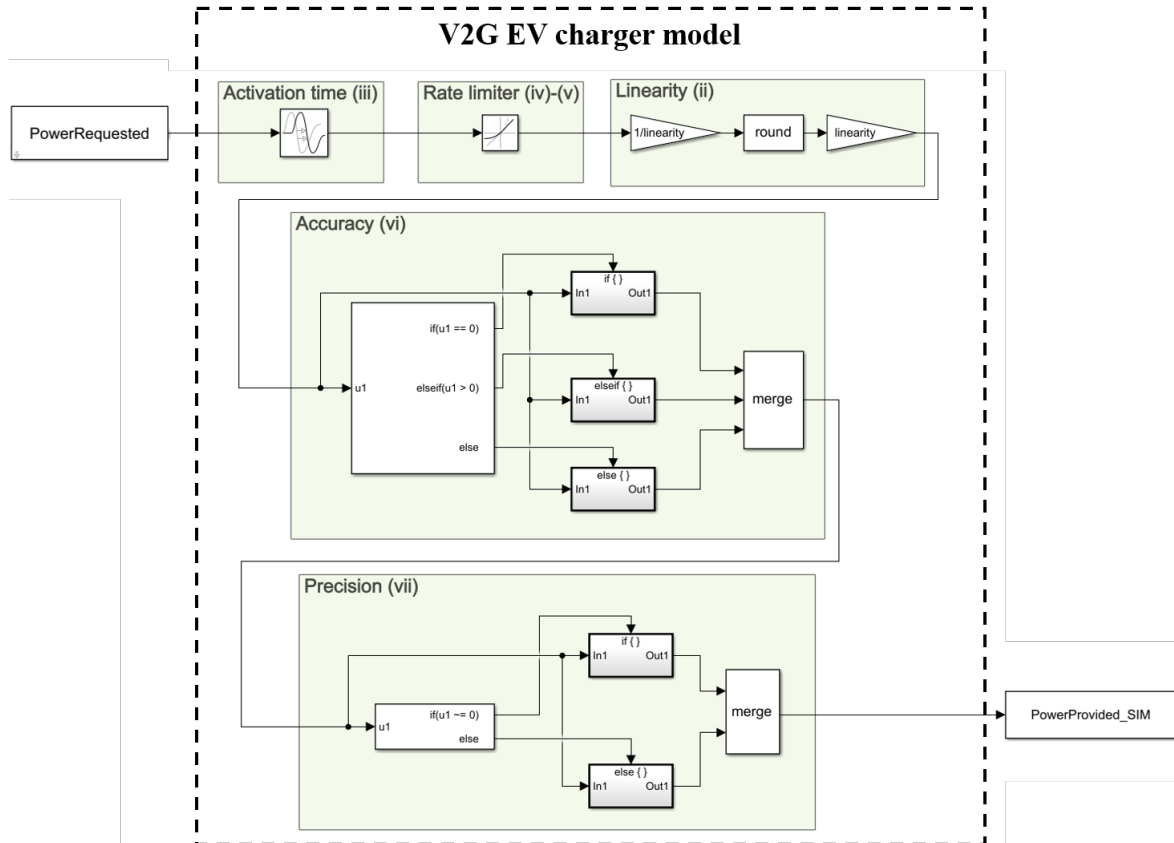 V2G EV charger model
Activation time (iii)
Rate limiter (iv)-(v)
Linearity (ii)
PowerRequested
1/linearity
round
linearity
Accuracy (vi)
if { }
In1
Out1
if(u1 == 0)
u1
elseif(u1 > 0)
else
elseif { }
In1
Out1
else { }
In1
Out1
merge
Precision (vii)
if { }
In1
Out1
u1
if(u1 ~= 0)
else
else { }
In1
Out1
merge
PowerProvided_SIM